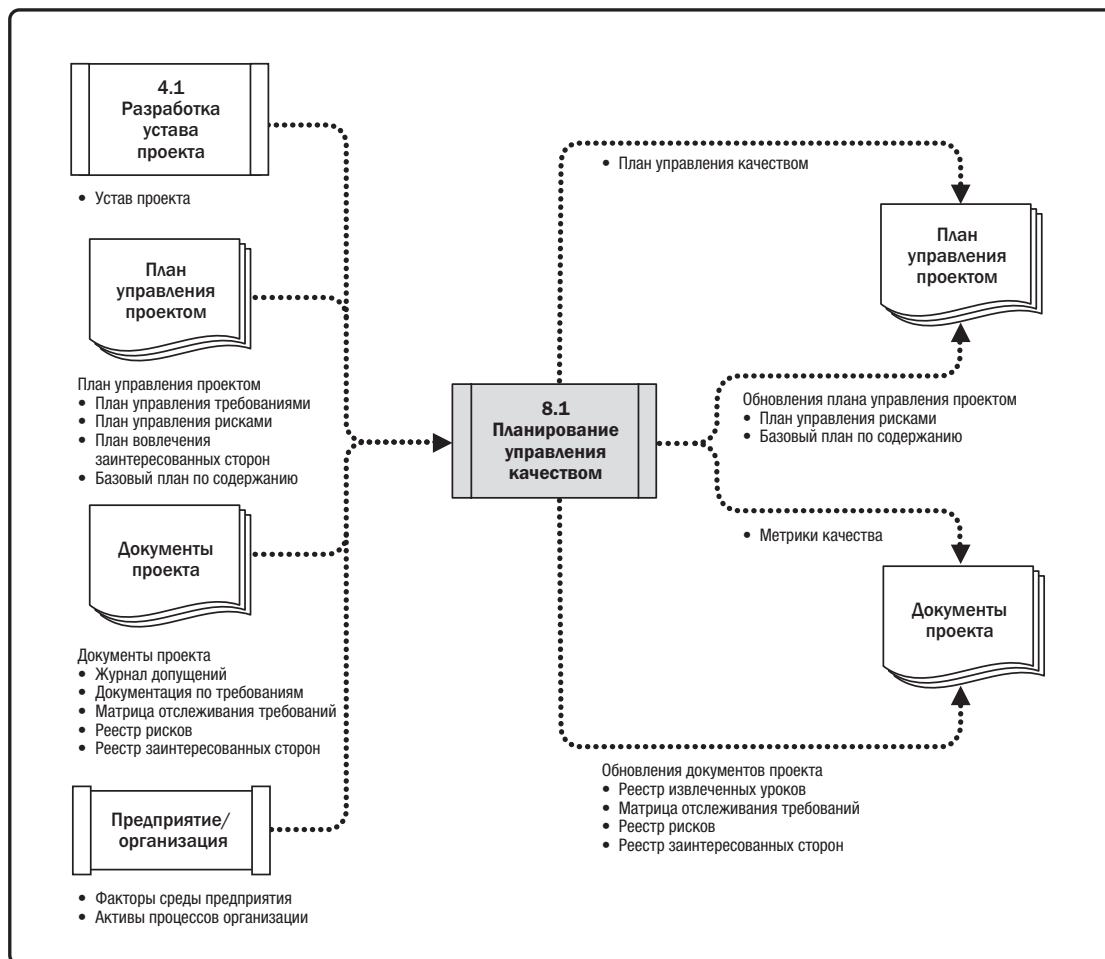 4.1
Разработка
устава
проекта
• Устав проекта
План
управления
проектом
План управления проектом
• План управления требованиями
• План управления рисками
• План вовлечения
заинтересованных сторон
• Базовый план по содержанию
Документы
проекта
Документы проекта
• Журнал допущений
• Документация по требованиям
• Матрица отслеживания требований
• Реестр рисков
• Реестр заинтересованных сторон
Предприятие/
организация
• Факторы среды предприятия
• Активы процессов организации
8.1
Планирование
управления
качеством
• План управления качеством
План
управления
проектом
Обновления плана управления проектом
• План управления рисками
• Базовый план по содержанию
• Метрики качества
Документы
проекта
Обновления документов проекта
• Реестр извлеченных уроков
• Матрица отслеживания требований
• Реестр рисков
• Реестр заинтересованных сторон